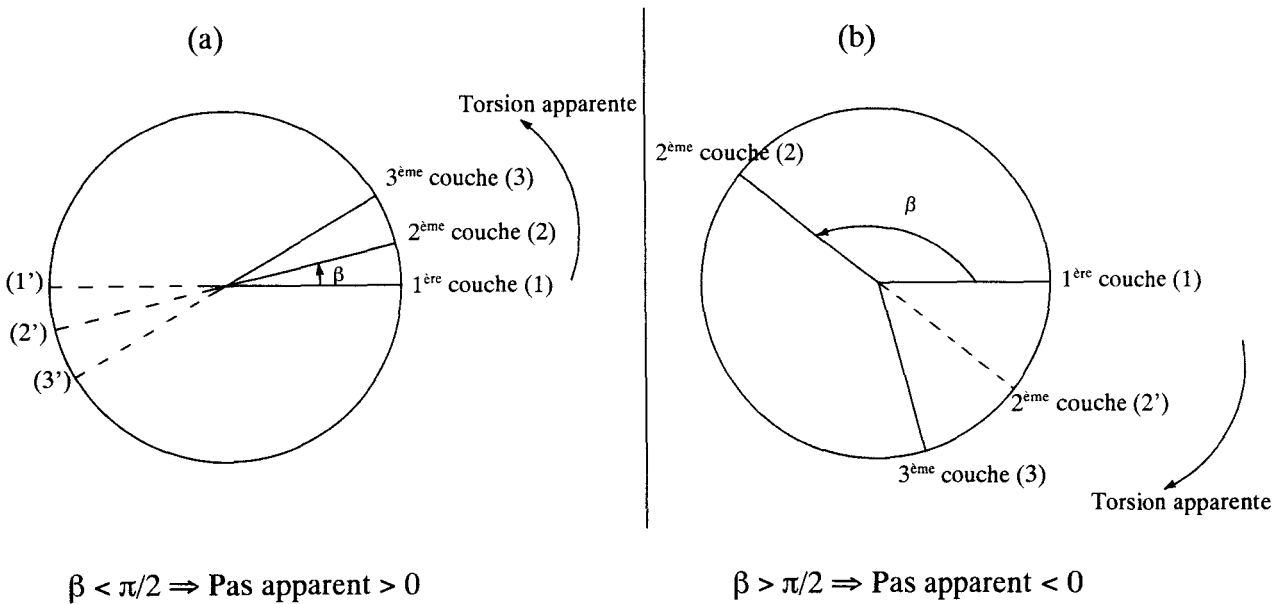 (a)
Torsion apparente
3ème couche (3)
2ème couche (2)
β
1ère couche (1)
(1')
(2')
(3')
β < π/2 ⇒ Pas apparent > 0
(b)
2ème couche (2)
β
1ère couche (1)
2ème couche (2')
3ème couche (3)
Torsion apparente
β > π/2 ⇒ Pas apparent < 0